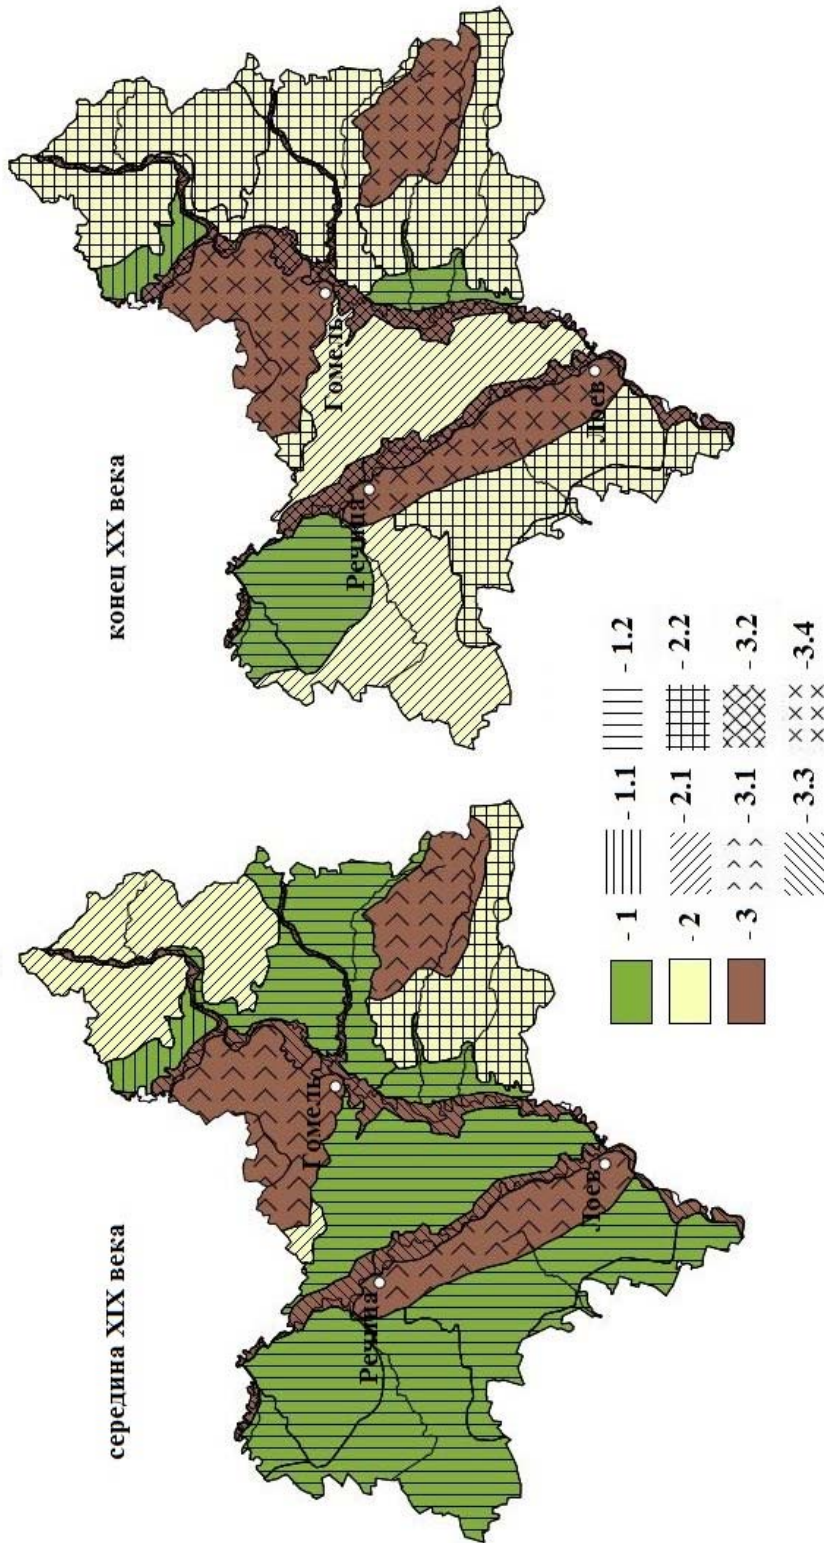 середина XIX века
Гомель
Речица
Лоев
конец XX века
Гомель
Речица
Лоев
- 1
- 1.1
- 1.2
- 2
- 2.1
- 2.2
- 3
- 3.1
- 3.2
- 3.3
-3.4